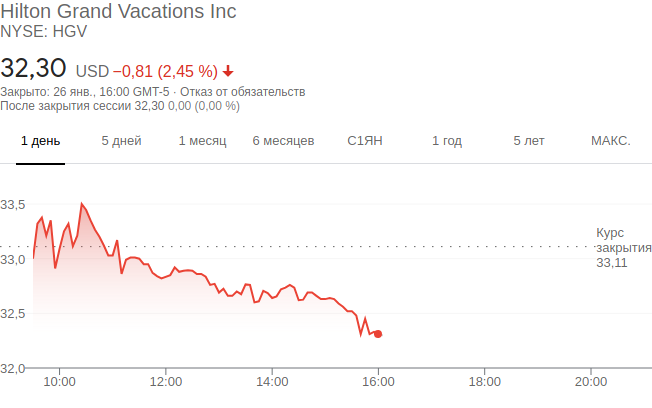 Hilton Grand Vacations Inc
NYSE: HGV
32,30 USD −0,81 (2,45 %)
Закрыто: 26 янв., 16:00 GMT-5 · Отказ от обязательств
После закрытия сессии 32,30 0,00 (0,00 %)
1 день 5 дней 1 месяц 6 месяцев С1ЯН 1 год 5 лет МАКС.
33,5
Курс
закрытия
33,11
33,0
32,5
32,0
10:00 12:00 14:00 16:00 18:00 20:00